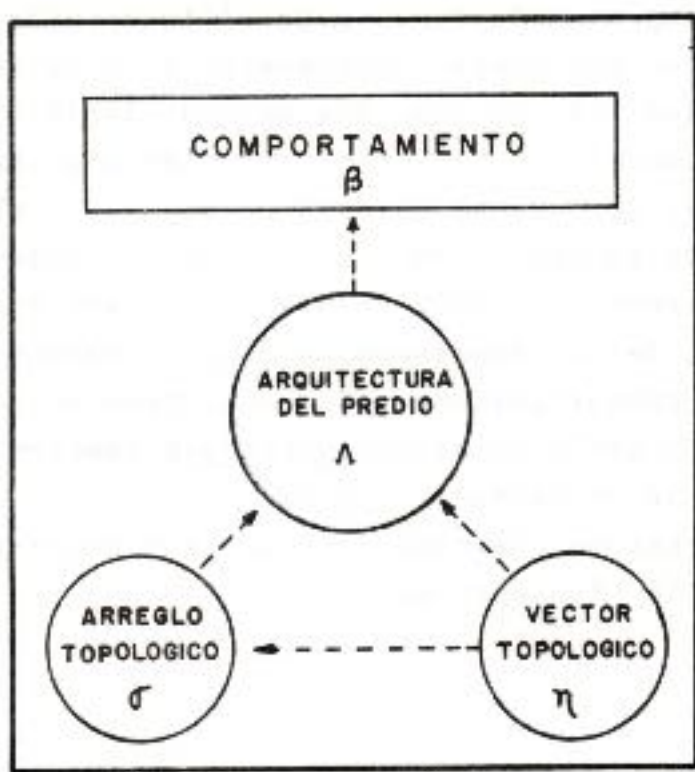 COMPORTAMIENTO
β
ARQUITECTURA
DEL PREDIO
Λ
ARREGLO
TOPOLOGICO
σ
VECTOR
TOPOLOGICO
η